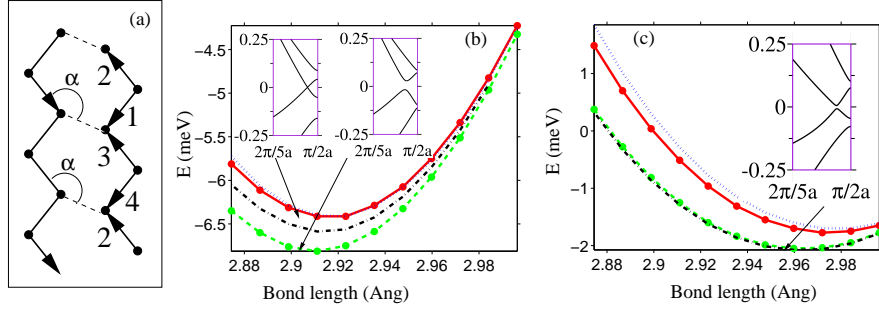 (a)
2
α
1
3
α
4
2
E (meV)
−4.5
−5
−5.5
−6
−6.5
(b)
0.25
0
-0.25
2π/5a
π/2a
0.25
0
-0.25
2π/5a
π/2a
2.88
2.9
2.92
2.94
2.96
2.98
Bond length (Ang)
E (meV)
1
0
−1
−2
(c)
0.25
0
-0.25
2π/5a
π/2a
2.88
2.9
2.92
2.94
2.96
2.98
Bond length (Ang)